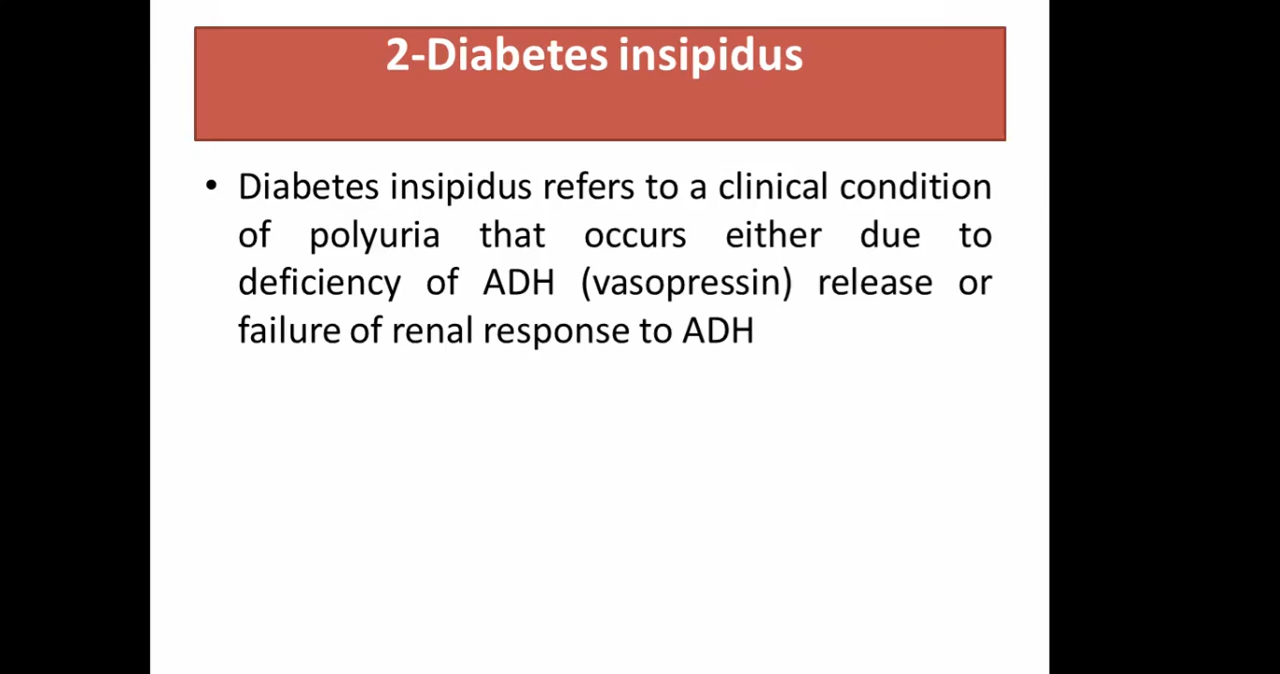 2-Diabetes insipidus
• Diabetes insipidus refers to a clinical condition
of polyuria that occurs either due to
deficiency of ADH (vasopressin) release or
failure of renal response to ADH